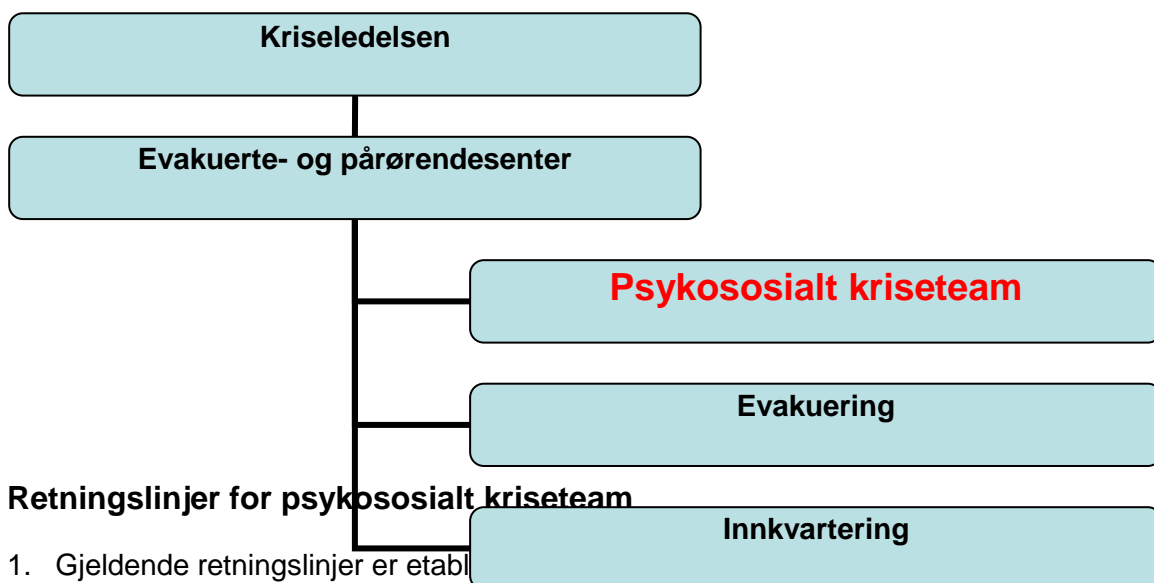 Kriseledelsen
Evakuerte- og pårørendesenter
Psykososialt kriseteam
Evakuering
Retningslinjer for psykososialt kriseteam
Innkvartering
1. Gjeldende retningslinjer er etabl